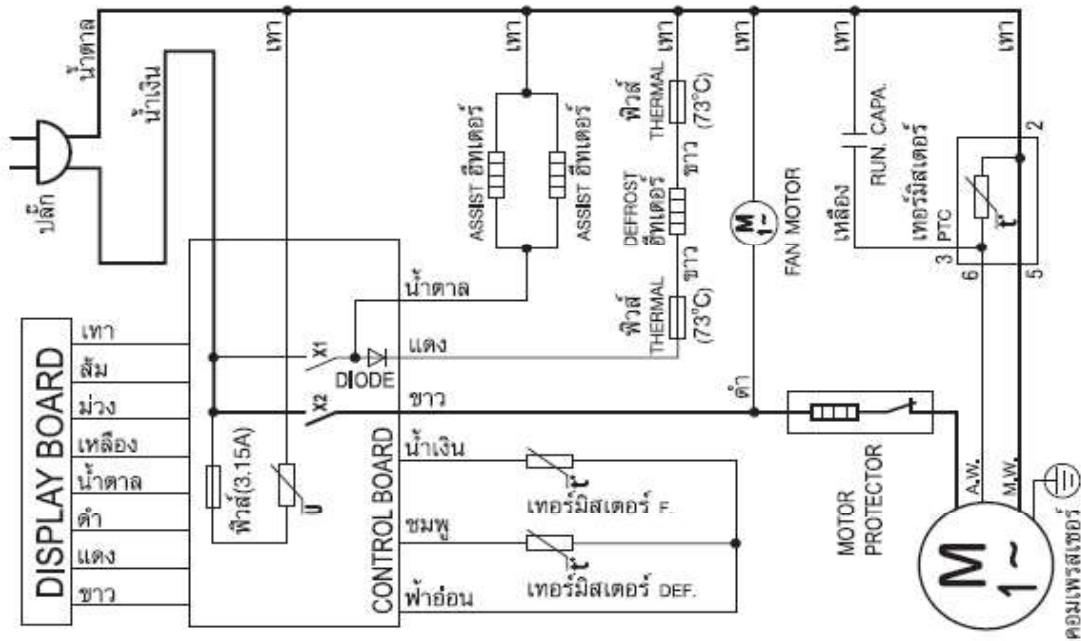 ปลั๊ก
น้ำตาล
น้ำเงิน
เทา
เทา
เทา
เทา
เทา
เทา
DISPLAY BOARD
เทา
ส้ม
ม่วง
เหลือง
น้ำตาล
ดำ
แดง
ขาว
ฟิวส์(3.15A)
U
CONTROL BOARD
X1
X2
DIODE
น้ำตาล
แดง
ขาว
น้ำเงิน
ชมพู
ฟ้าอ่อน
ASSIST ฮีทเตอร์
ASSIST ฮีทเตอร์
ฟิวส์
THERMAL
(73°C)
ขาว
DEFROST
ฮีทเตอร์
ขาว
ฟิวส์
THERMAL
(73°C)
M
1~
FAN MOTOR
ดำ
t°
เทอร์มิสเตอร์ F.
t°
เทอร์มิสเตอร์ DEF.
RUN. CAPA.
เหลือง
เทอร์มิสเตอร์
PTC
t°
3
6
2
5
MOTOR
PROTECTOR
A.W.
M.W.
M
1~
คอมเพรสเซอร์